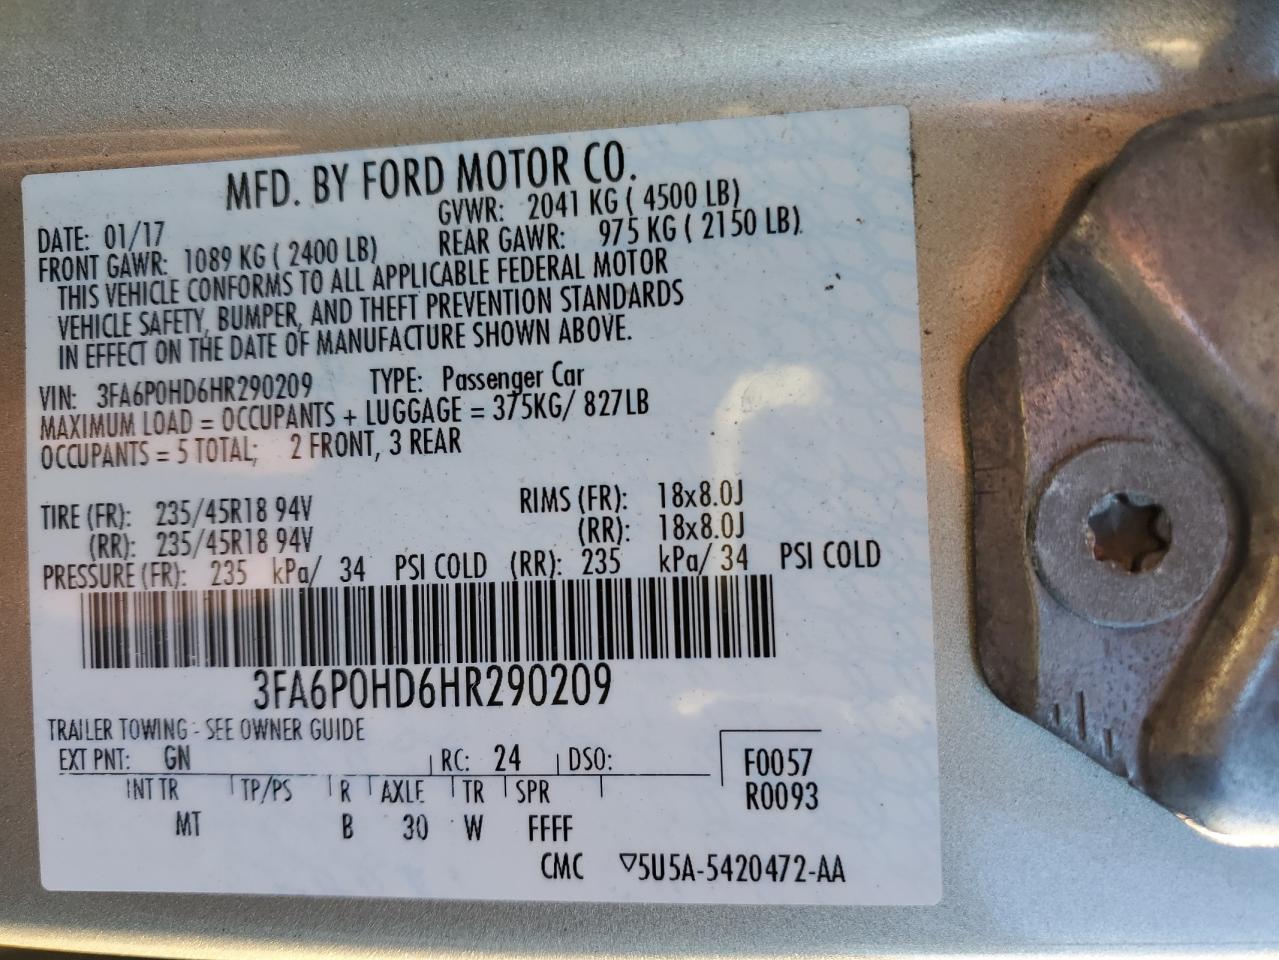 MFD. BY FORD MOTOR CO.
DATE: 01/17 GVWR: 2041 KG ( 4500 LB)
FRONT GAWR: 1089 KG ( 2400 LB) REAR GAWR: 975 KG ( 2150 LB)
THIS VEHICLE CONFORMS TO ALL APPLICABLE FEDERAL MOTOR
VEHICLE SAFETY, BUMPER, AND THEFT PREVENTION STANDARDS
IN EFFECT ON THE DATE OF MANUFACTURE SHOWN ABOVE.
VIN: 3FA6P0HD6HR290209 TYPE: Passenger Car
MAXIMUM LOAD = OCCUPANTS + LUGGAGE = 375KG/ 827LB
OCCUPANTS = 5 TOTAL; 2 FRONT, 3 REAR
TIRE (FR): 235/45R18 94V RIMS (FR): 18x8.0J
(RR): 235/45R18 94V (RR): 18x8.0J
PRESSURE (FR): 235 kPa/ 34 PSI COLD (RR): 235 kPa/ 34 PSI COLD
3FA6P0HD6HR290209
TRAILER TOWING - SEE OWNER GUIDE
EXT PNT: GN RC: 24 DSO: F0057
INT TR TP/PS R AXLE TR SPR R0093
MT B 30 W FFFF
CMC ▽5U5A-5420472-AA